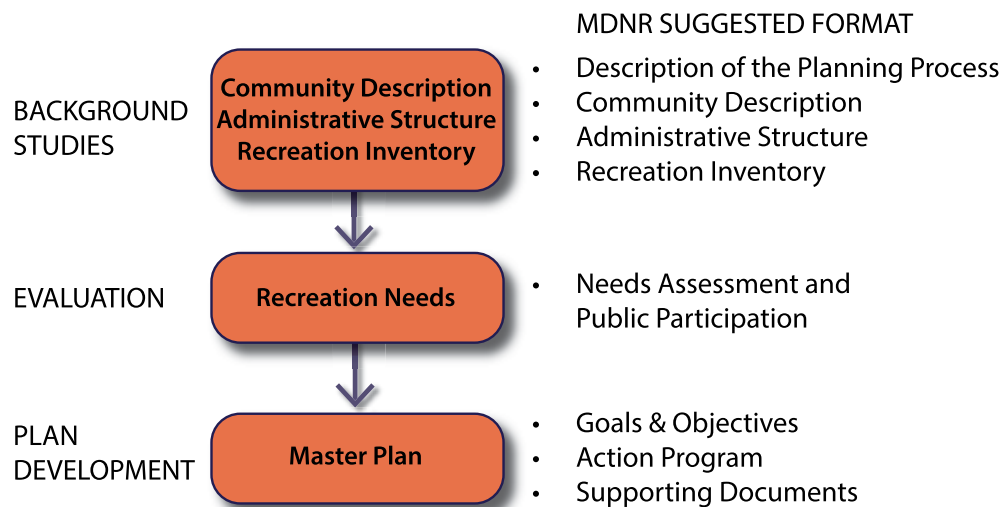 MDNR SUGGESTED FORMAT
BACKGROUND
STUDIES
Community Description
Administrative Structure
Recreation Inventory
• Description of the Planning Process
• Community Description
• Administrative Structure
• Recreation Inventory
EVALUATION
Recreation Needs
• Needs Assessment and
Public Participation
PLAN
DEVELOPMENT
Master Plan
• Goals & Objectives
• Action Program
• Supporting Documents